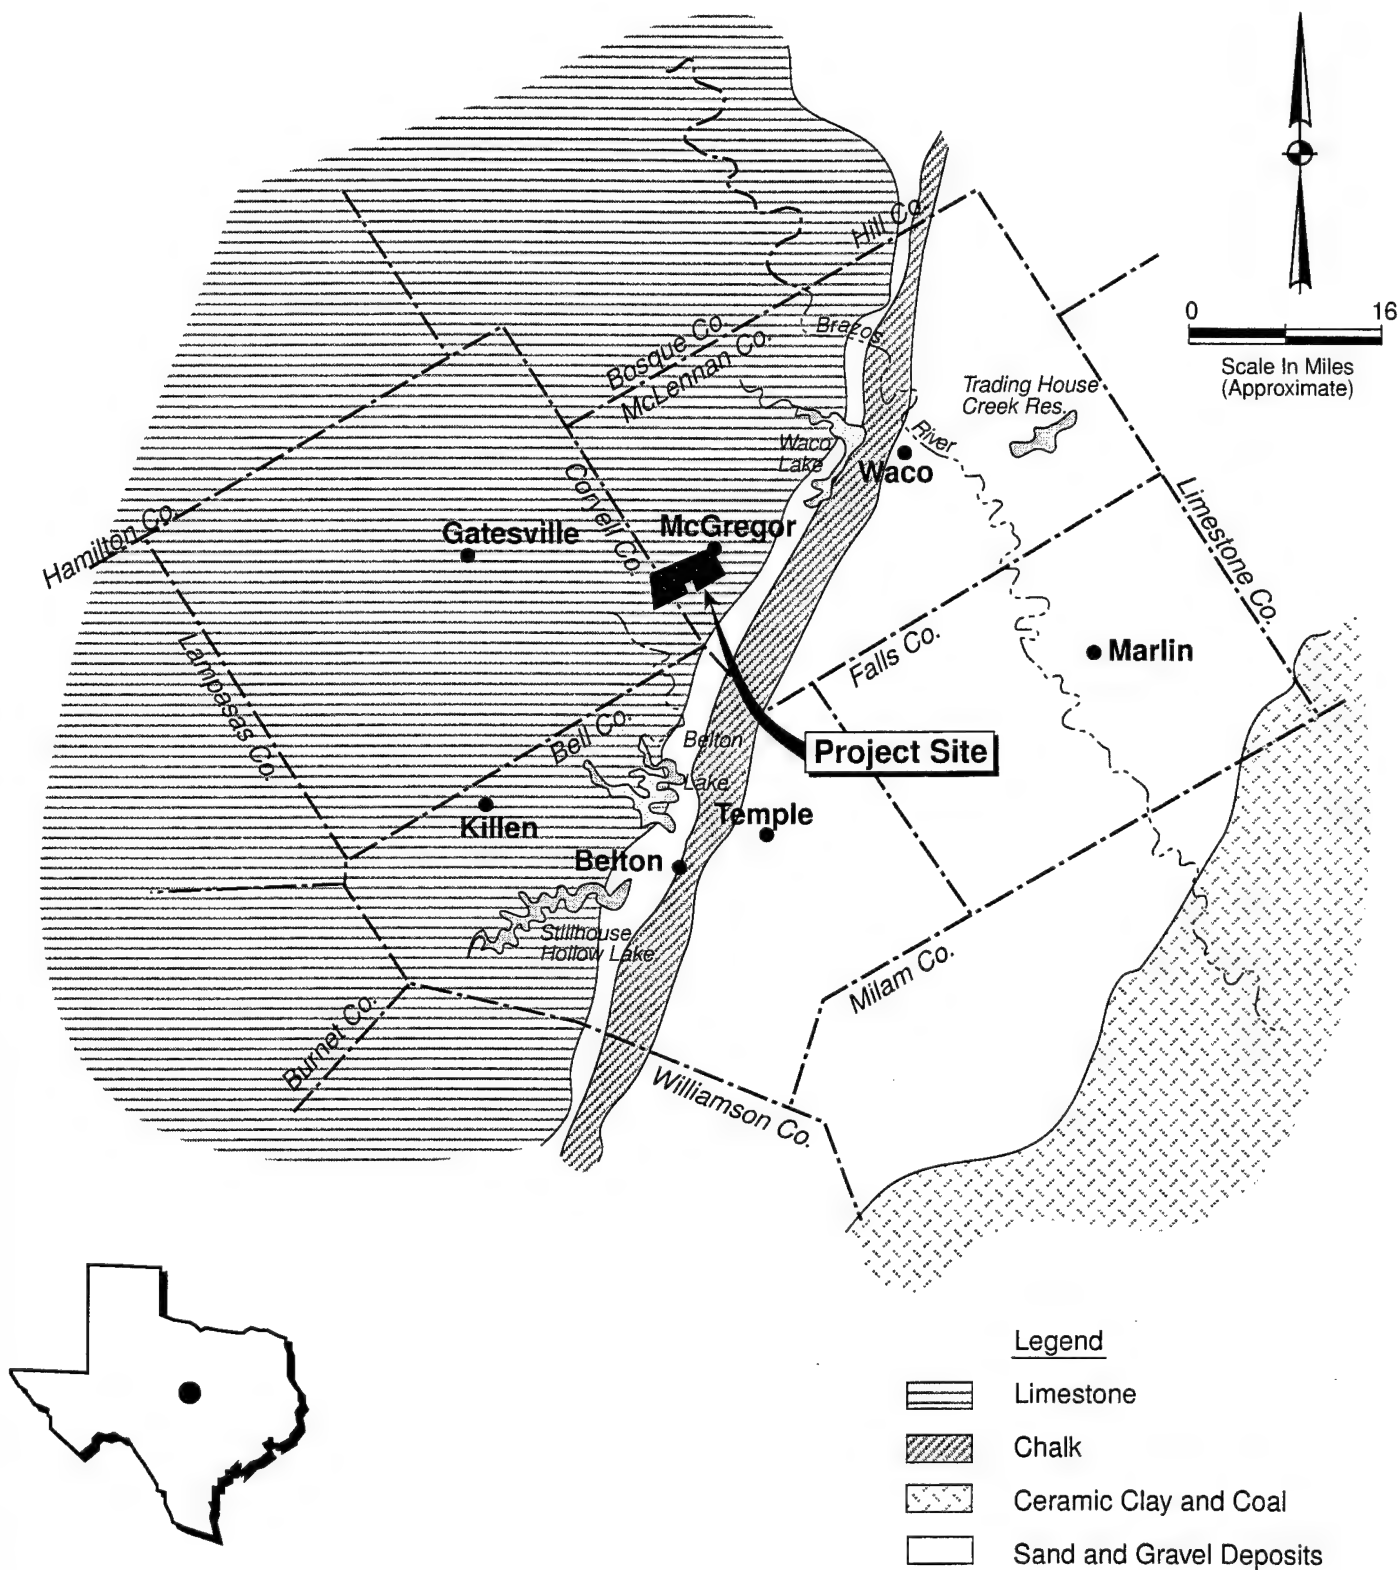 Hill Co.
0 16
Scale In Miles
(Approximate)
Brazos
Bosque Co.
McLennan Co.
Trading House
Creek Res.
River
Waco
Lake
Waco
Coryell Co.
Limestone Co.
Hamilton Co.
Gatesville
McGregor
Falls Co.
Marlin
Lampasas Co.
Bell Co.
Belton
Lake
Project Site
Killen
Temple
Belton
Stillhouse
Hollow Lake
Milam Co.
Burnet Co.
Williamson Co.
Legend
Limestone
Chalk
Ceramic Clay and Coal
Sand and Gravel Deposits